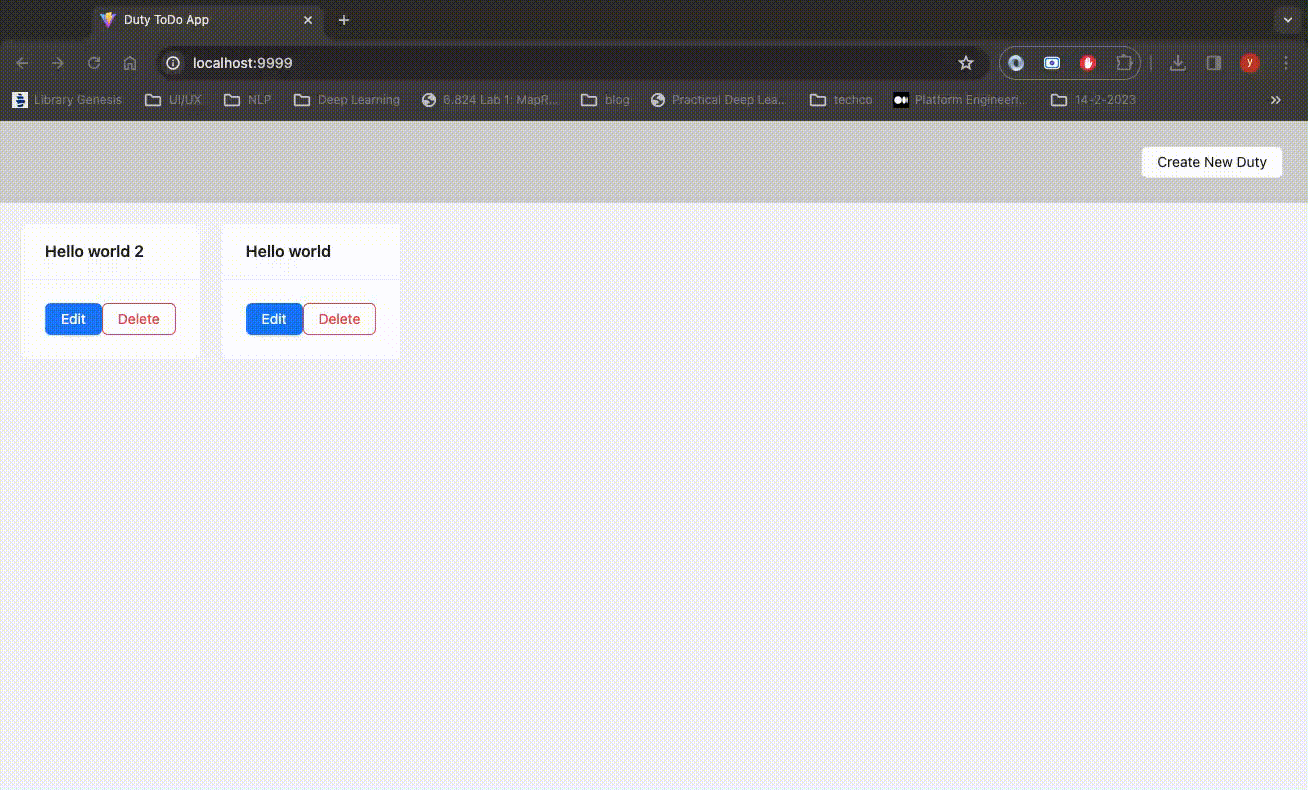 Duty ToDo App
localhost:9999
y
Library Genesis UI/UX NLP Deep Learning 6.824 Lab 1: MapR... blog Practical Deep Lea... techco Platform Engineeri... 14-2-2023
Create New Duty
Hello world 2 Hello world
Edit Delete Edit Delete